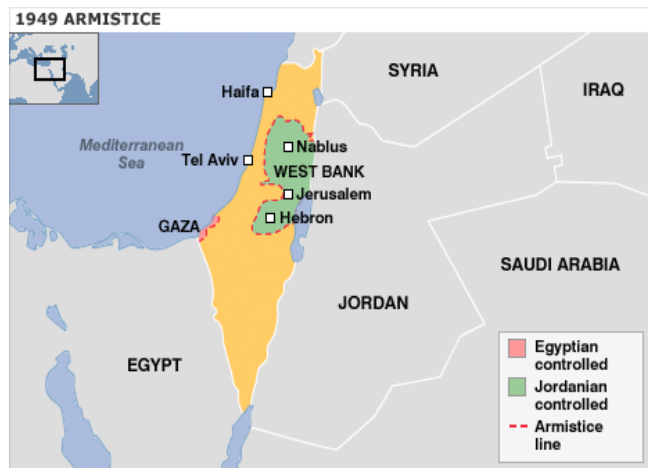 1949 ARMISTICE
SYRIA
IRAQ
Haifa
Mediterranean
Sea
Nablus
Tel Aviv
WEST BANK
Jerusalem
GAZA
Hebron
SAUDI ARABIA
JORDAN
EGYPT
Egyptian
controlled
Jordanian
controlled
Armistice
line